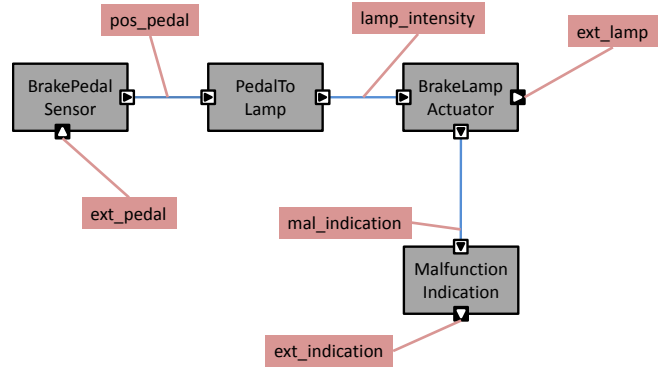 pos_pedal
lamp_intensity
ext_lamp
BrakePedal
Sensor
PedalTo
Lamp
BrakeLamp
Actuator
ext_pedal
mal_indication
Malfunction
Indication
ext_indication